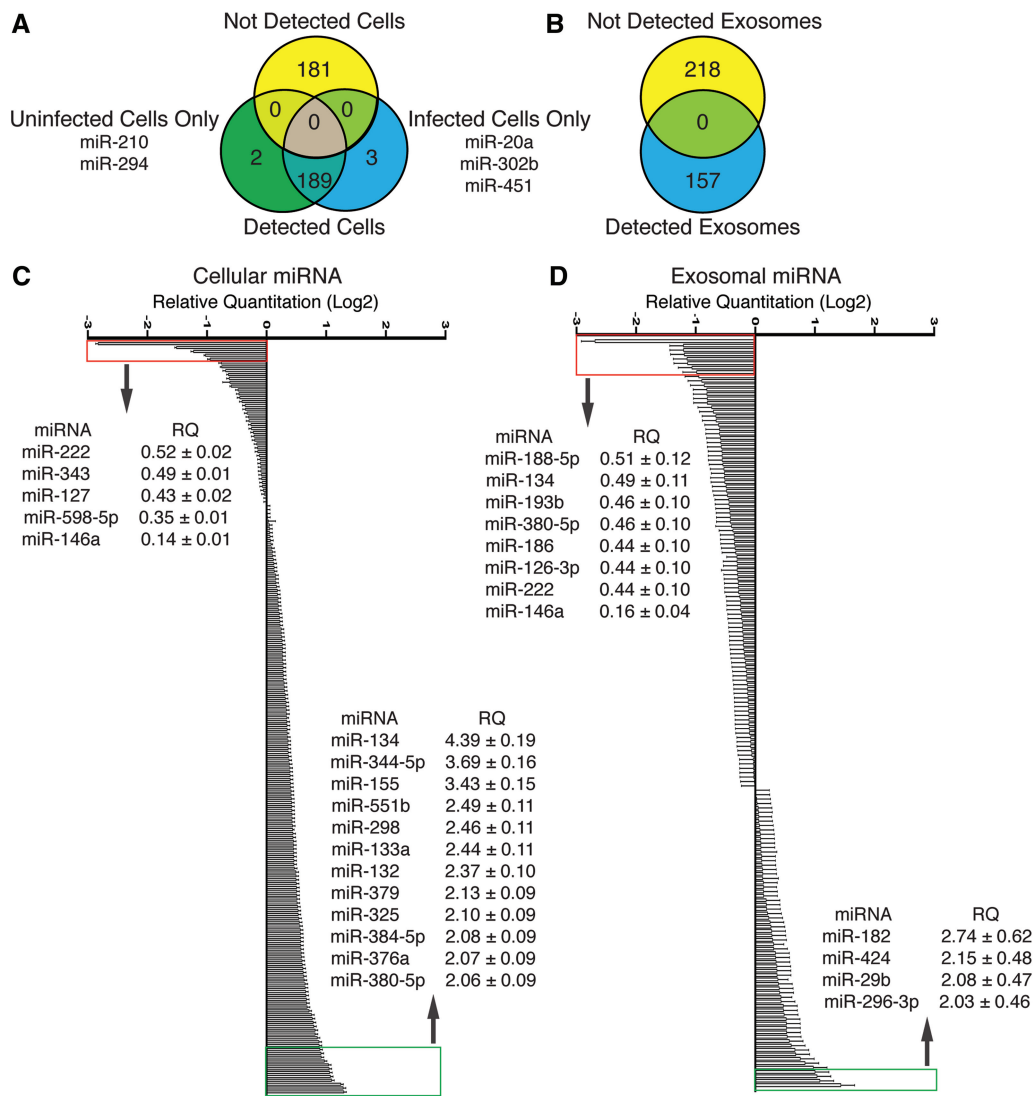 A
Not Detected Cells
181
0
0
0
Uninfected Cells Only
miR-210
miR-294
Infected Cells Only
miR-20a
miR-302b
miR-451
2
3
189
Detected Cells
B
Not Detected Exosomes
218
0
157
Detected Exosomes
C
Cellular miRNA
Relative Quantitation (Log2)
-3 -2 -1 0 1 2 3
miRNA RQ
miR-222 0.52 ± 0.02
miR-343 0.49 ± 0.01
miR-127 0.43 ± 0.02
miR-598-5p 0.35 ± 0.01
miR-146a 0.14 ± 0.01
miRNA RQ
miR-134 4.39 ± 0.19
miR-344-5p 3.69 ± 0.16
miR-155 3.43 ± 0.15
miR-551b 2.49 ± 0.11
miR-298 2.46 ± 0.11
miR-133a 2.44 ± 0.11
miR-132 2.37 ± 0.10
miR-379 2.13 ± 0.09
miR-325 2.10 ± 0.09
miR-384-5p 2.08 ± 0.09
miR-376a 2.07 ± 0.09
miR-380-5p 2.06 ± 0.09
D
Exosomal miRNA
Relative Quantitation (Log2)
-3 -2 -1 0 1 2 3
miRNA RQ
miR-188-5p 0.51 ± 0.12
miR-134 0.49 ± 0.11
miR-193b 0.46 ± 0.10
miR-380-5p 0.46 ± 0.10
miR-186 0.44 ± 0.10
miR-126-3p 0.44 ± 0.10
miR-222 0.44 ± 0.10
miR-146a 0.16 ± 0.04
miRNA RQ
miR-182 2.74 ± 0.62
miR-424 2.15 ± 0.48
miR-29b 2.08 ± 0.47
miR-296-3p 2.03 ± 0.46